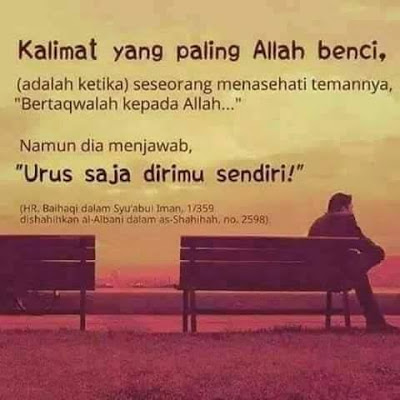 Kalimat yang paling Allah benci,
(adalah ketika) seseorang menasehati temannya,
"Bertaqwalah kepada Allah..."
Namun dia menjawab,
"Urus saja dirimu sendiri!"
(HR. Baihaqi dalam Syu'abul Iman, 1/359
dishahihkan al-Albani dalam as-Shahihah, no. 2598)